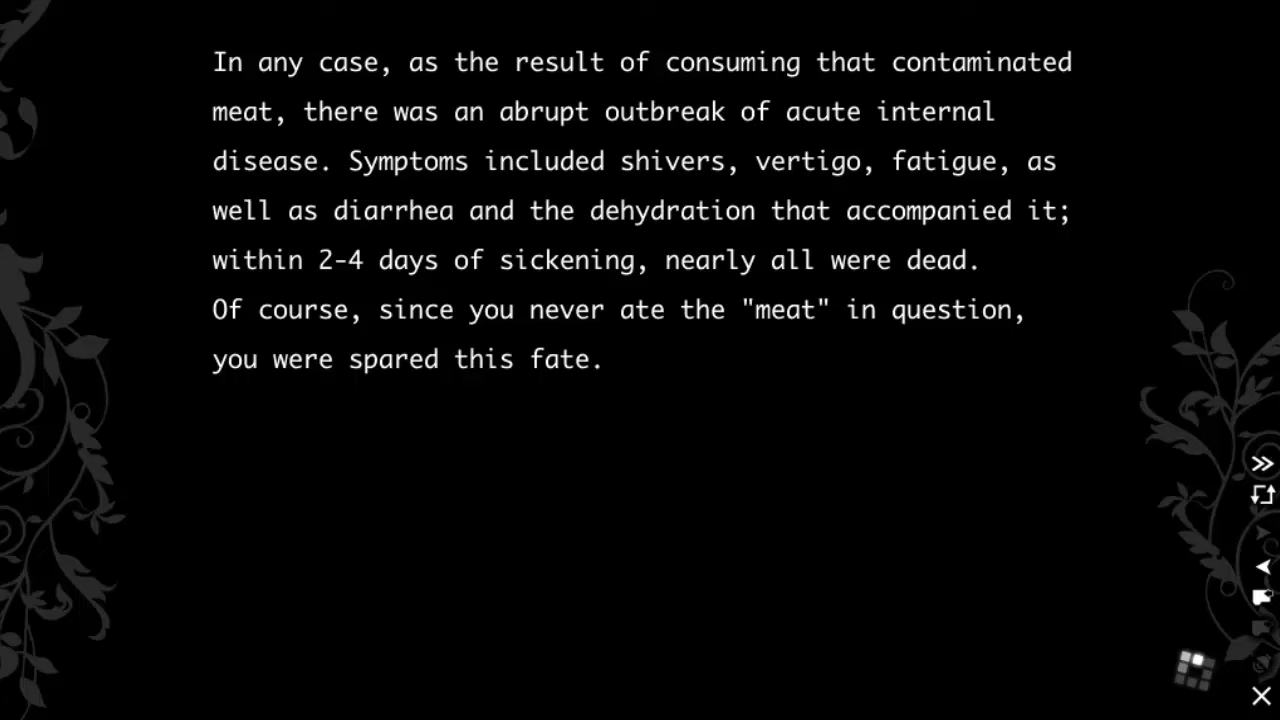 In any case, as the result of consuming that contaminated
meat, there was an abrupt outbreak of acute internal
disease. Symptoms included shivers, vertigo, fatigue, as
well as diarrhea and the dehydration that accompanied it;
within 2-4 days of sickening, nearly all were dead.
Of course, since you never ate the "meat" in question,
you were spared this fate.